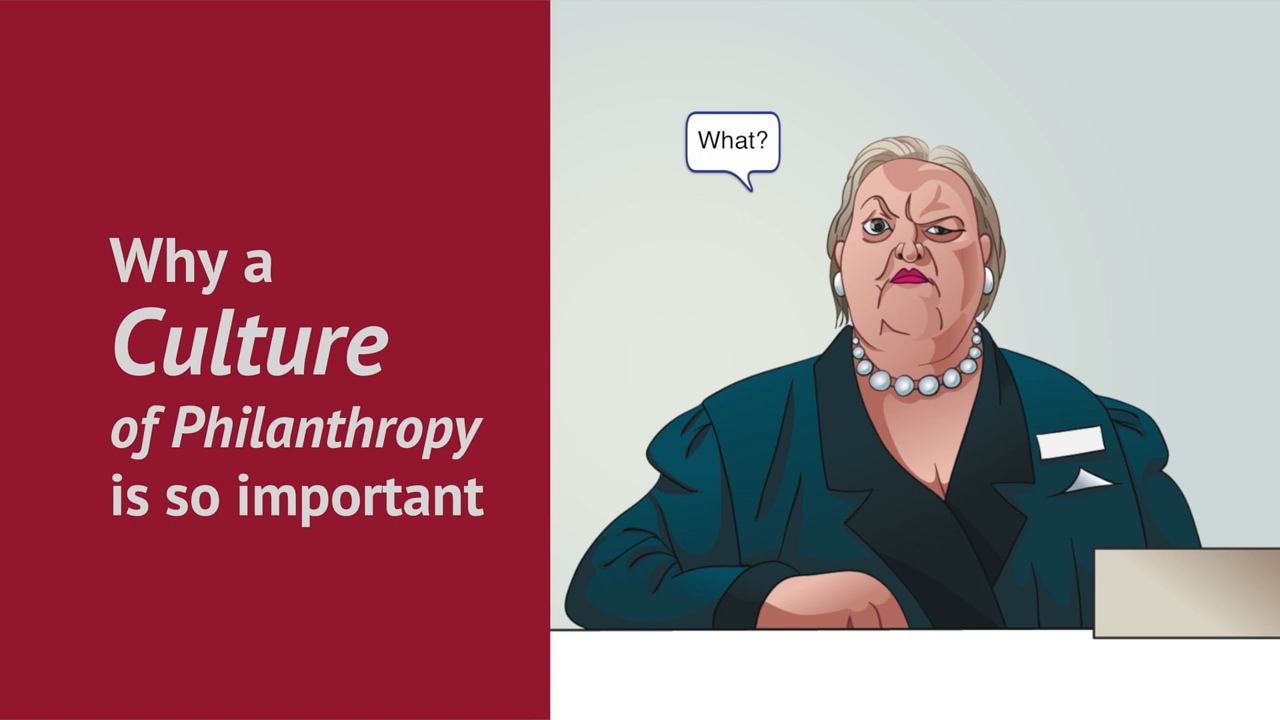 Why a
Culture
of Philanthropy
is so important
What?